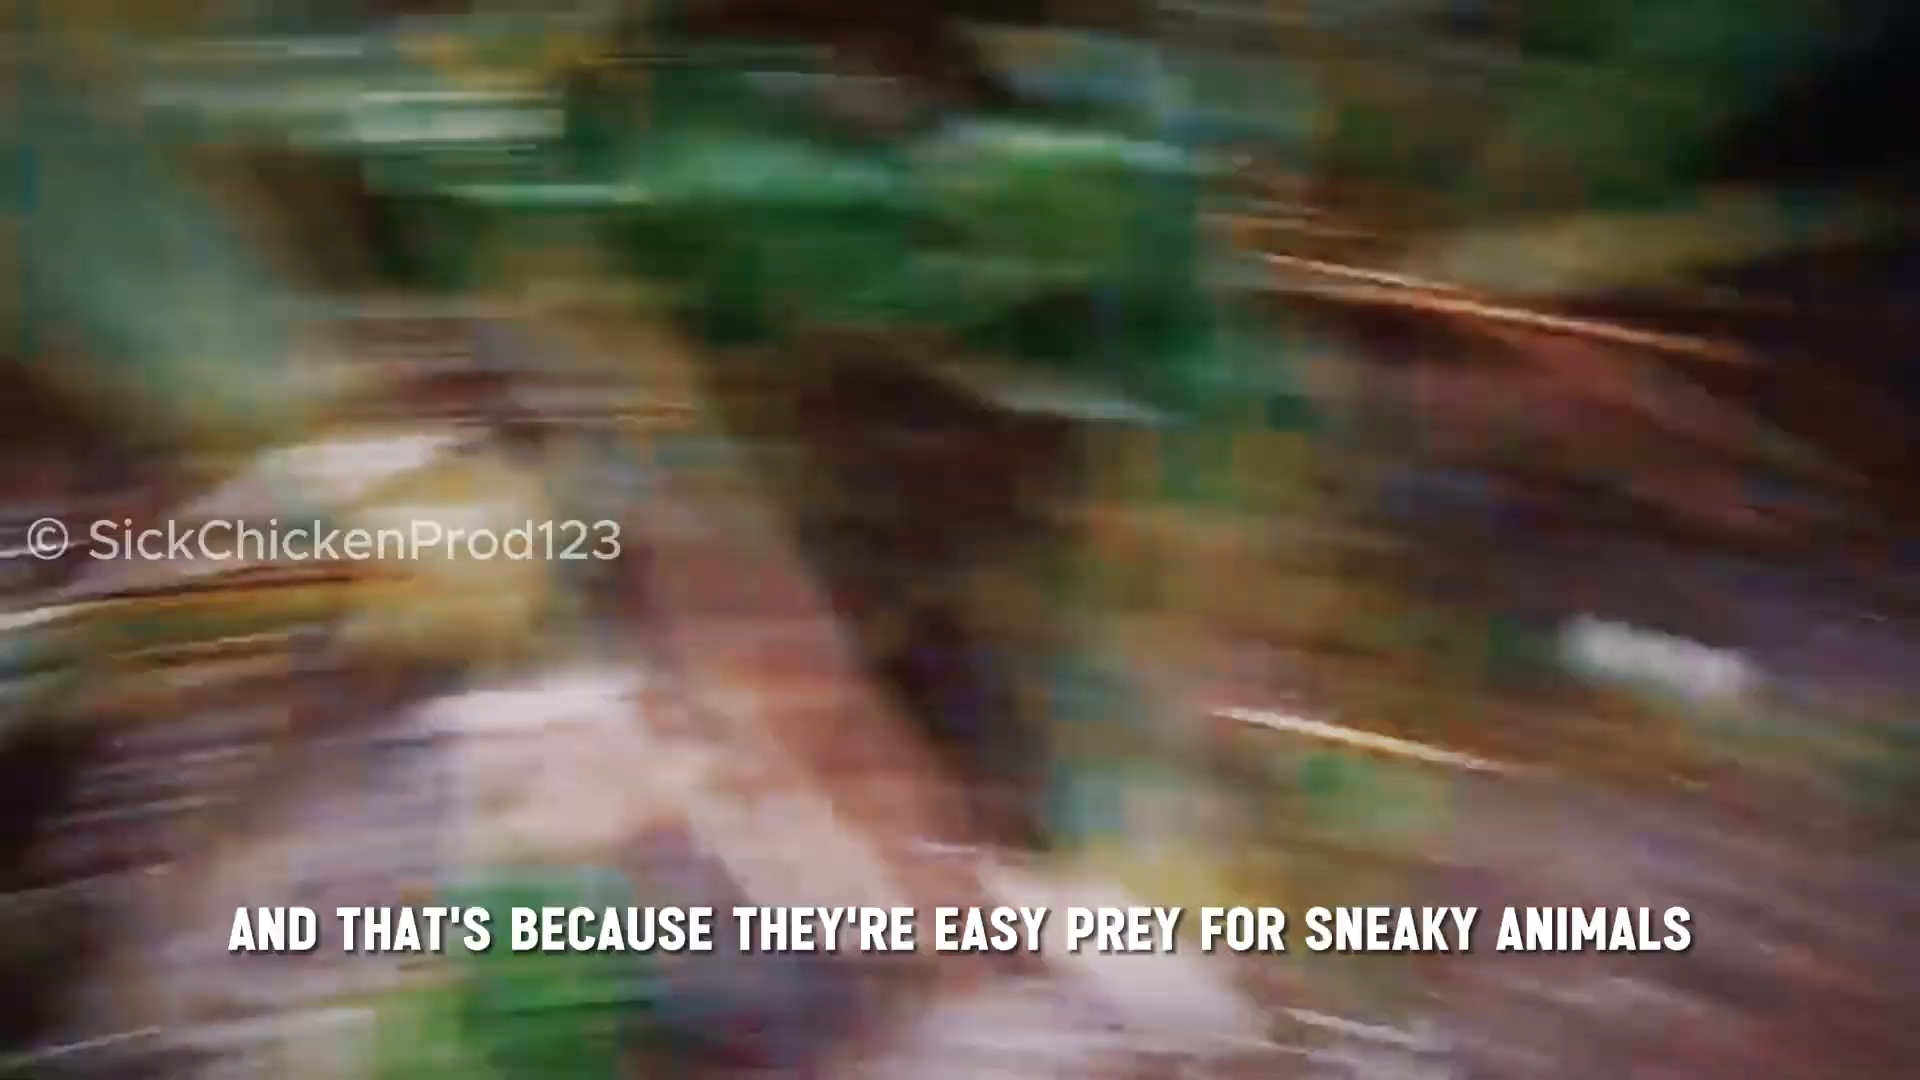 © SickChickenProd123
AND THAT'S BECAUSE THEY'RE EASY PREY FOR SNEAKY ANIMALS